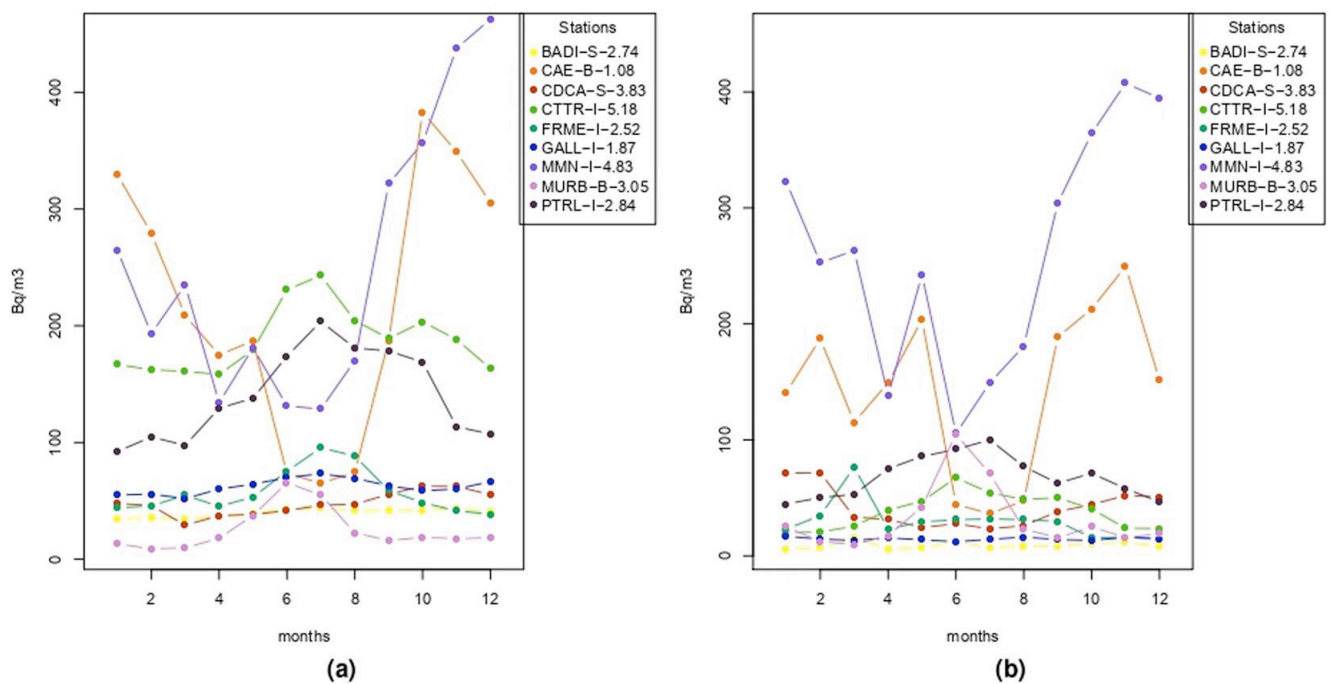 Stations
BADI-S-2.74
CAE-B-1.08
CDCA-S-3.83
CTTR-I-5.18
FRME-I-2.52
GALL-I-1.87
MMN-I-4.83
MURB-B-3.05
PTRL-I-2.84
Bq/m3
400
300
200
100
0
2 4 6 8 10 12
months
(a)
Stations
BADI-S-2.74
CAE-B-1.08
CDCA-S-3.83
CTTR-I-5.18
FRME-I-2.52
GALL-I-1.87
MMN-I-4.83
MURB-B-3.05
PTRL-I-2.84
Bq/m3
400
300
200
100
0
2 4 6 8 10 12
months
(b)